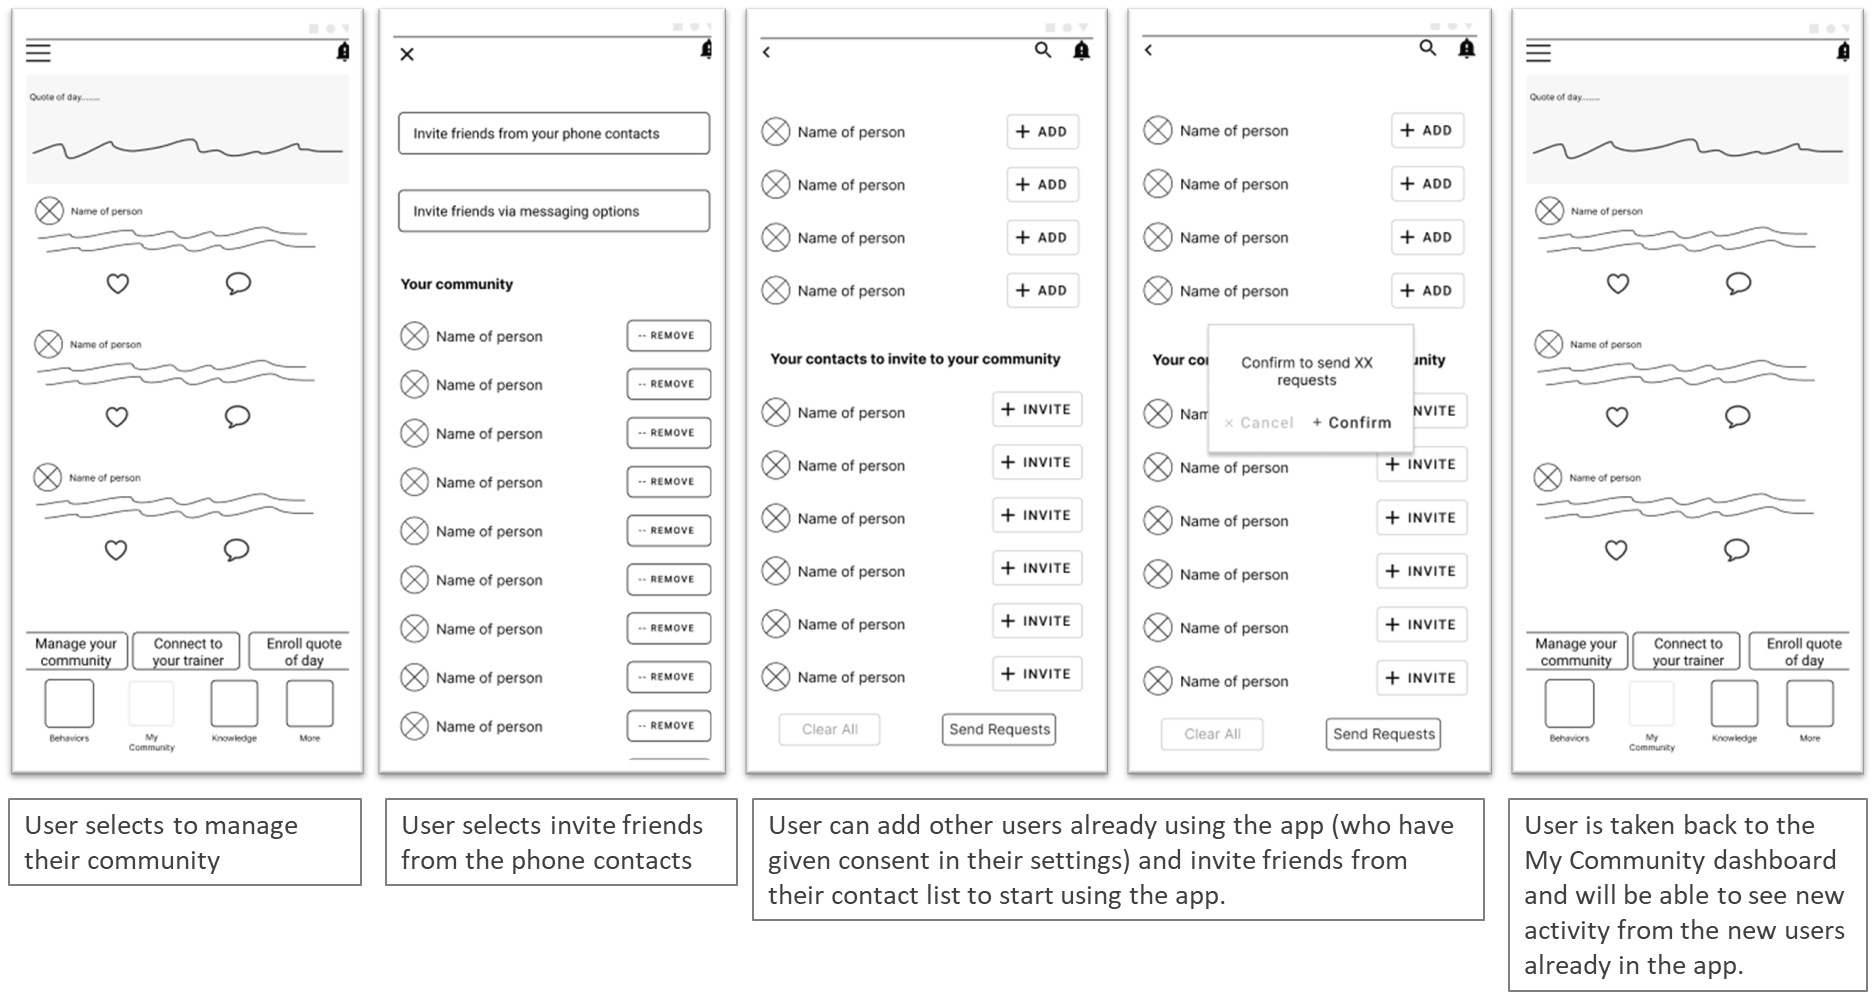 Quote of day.......
Name of person
Name of person
Name of person
Manage your
community
Connect to
your trainer
Enroll quote
of day
Behaviors
My
Community
Knowledge
More
Invite friends from your phone contacts
Invite friends via messaging options
Your community
Name of person -- REMOVE
Name of person -- REMOVE
Name of person -- REMOVE
Name of person -- REMOVE
Name of person -- REMOVE
Name of person -- REMOVE
Name of person -- REMOVE
Name of person -- REMOVE
Name of person -- REMOVE
Name of person + ADD
Name of person + ADD
Name of person + ADD
Name of person + ADD
Your contacts to invite to your community
Name of person + INVITE
Name of person + INVITE
Name of person + INVITE
Name of person + INVITE
Name of person + INVITE
Name of person + INVITE
Clear All Send Requests
Name of person + ADD
Name of person + ADD
Name of person + ADD
Name of person + ADD
Your con unity
Confirm to send XX
requests
× Cancel + Confirm
Nam NVITE
Name of person + INVITE
Name of person + INVITE
Name of person + INVITE
Name of person + INVITE
Name of person + INVITE
Clear All Send Requests
Quote of day.......
Name of person
Name of person
Name of person
Manage your
community
Connect to
your trainer
Enroll quote
of day
Behaviors
My
Community
Knowledge
More
User selects to manage
their community
User selects invite friends
from the phone contacts
User can add other users already using the app (who have
given consent in their settings) and invite friends from
their contact list to start using the app.
User is taken back to the
My Community dashboard
and will be able to see new
activity from the new users
already in the app.